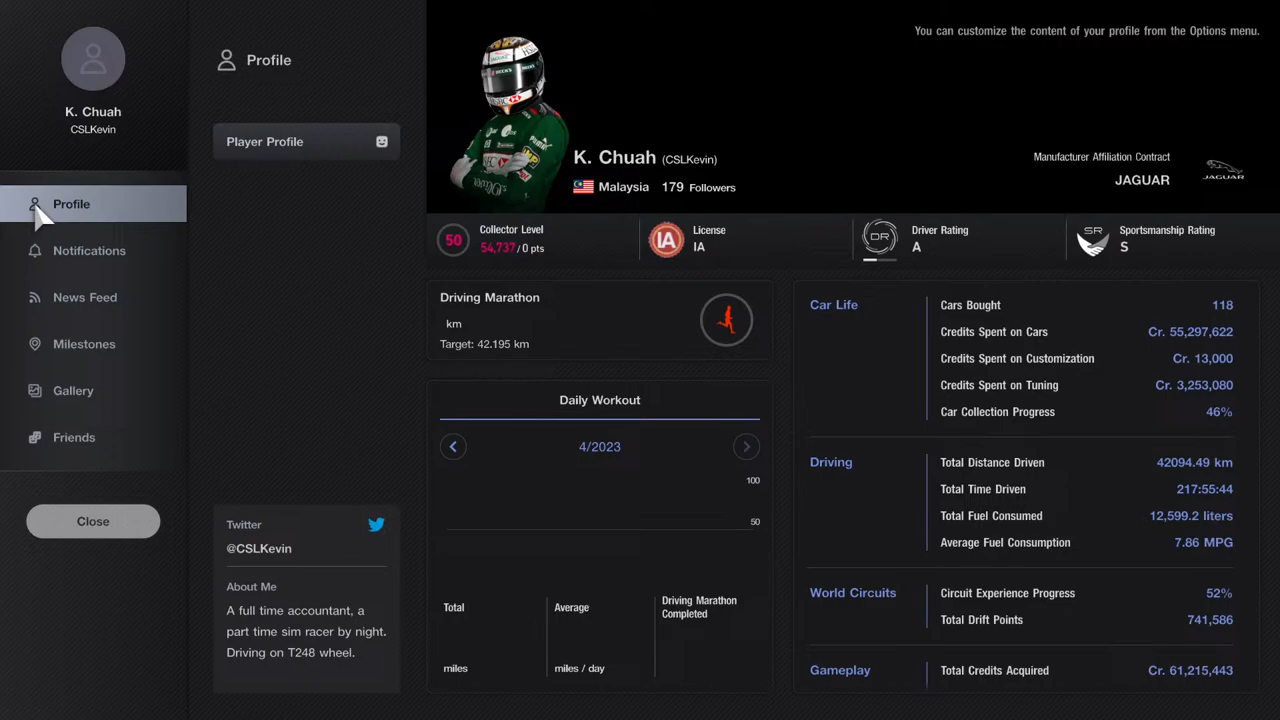 K. Chuah
CSLKevin
Profile
Notifications
News Feed
Milestones
Gallery
Friends
Close
Profile
Player Profile
Twitter
@CSLKevin
About Me
A full time accountant, a
part time sim racer by night.
Driving on T248 wheel.
You can customize the content of your profile from the Options menu.
K. Chuah (CSLKevin)
Malaysia 179 Followers
Manufacturer Affiliation Contract
JAGUAR
JAGUAR
50
Collector Level
54,737 / 0 pts
IA
License
IA
DR
Driver Rating
A
SR
Sportsmanship Rating
S
Driving Marathon
km
Target: 42.195 km
Daily Workout
4/2023
100
50
Total
miles
Average
miles / day
Driving Marathon
Completed
Car Life
Cars Bought 118
Credits Spent on Cars Cr. 55,297,622
Credits Spent on Customization Cr. 13,000
Credits Spent on Tuning Cr. 3,253,080
Car Collection Progress 46%
Driving
Total Distance Driven 42094.49 km
Total Time Driven 217:55:44
Total Fuel Consumed 12,599.2 liters
Average Fuel Consumption 7.86 MPG
World Circuits
Circuit Experience Progress 52%
Total Drift Points 741,586
Gameplay
Total Credits Acquired Cr. 61,215,443